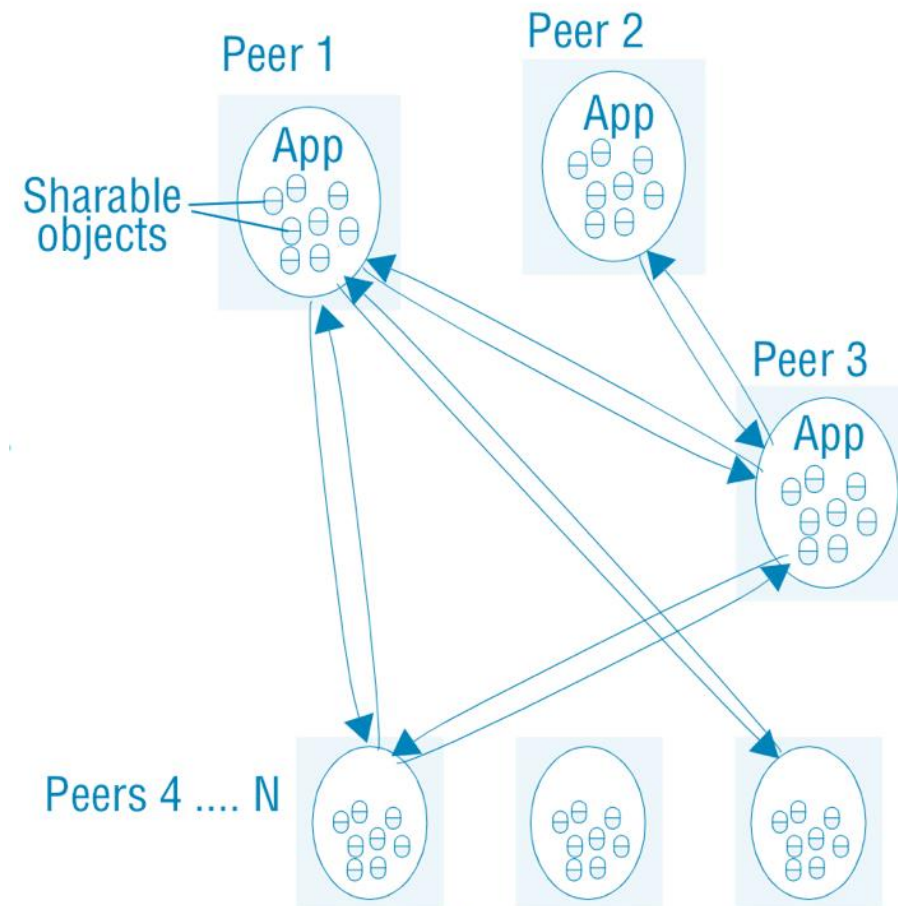 Peer 1
Peer 2
App
App
Sharable
objects
Peer 3
App
Peers 4 .... N